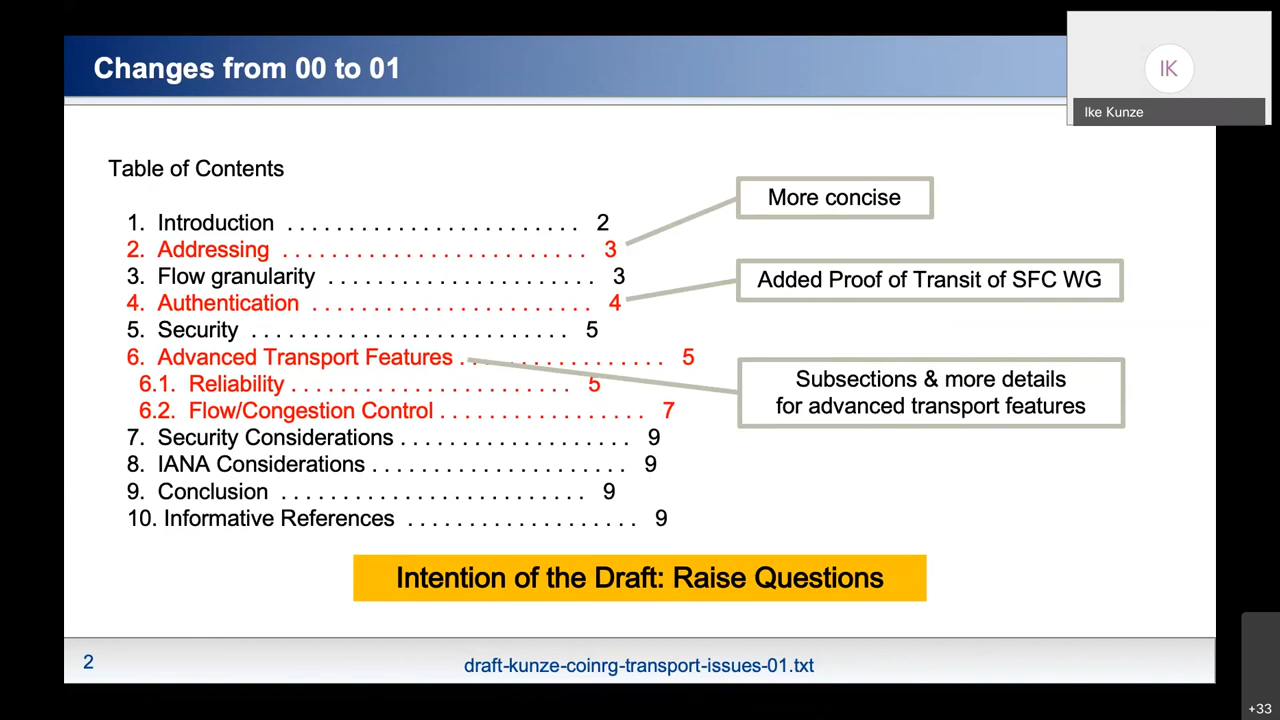 Changes from 00 to 01
IK
Ike Kunze
Table of Contents
1. Introduction . . . . . . . . . . . . . . . . . . . . . . . . 2
2. Addressing . . . . . . . . . . . . . . . . . . . . . . . . . 3
3. Flow granularity . . . . . . . . . . . . . . . . . . . . . . 3
4. Authentication . . . . . . . . . . . . . . . . . . . . . . . 4
5. Security . . . . . . . . . . . . . . . . . . . . . . . . . . 5
6. Advanced Transport Features . . . . . . . . . . . . . . . . . 5
6.1. Reliability . . . . . . . . . . . . . . . . . . . . . . . 5
6.2. Flow/Congestion Control . . . . . . . . . . . . . . . . . 7
7. Security Considerations . . . . . . . . . . . . . . . . . . . 9
8. IANA Considerations . . . . . . . . . . . . . . . . . . . . . 9
9. Conclusion . . . . . . . . . . . . . . . . . . . . . . . . . 9
10. Informative References . . . . . . . . . . . . . . . . . . . 9
More concise
Added Proof of Transit of SFC WG
Subsections & more details
for advanced transport features
Intention of the Draft: Raise Questions
2
draft-kunze-coinrg-transport-issues-01.txt
+33